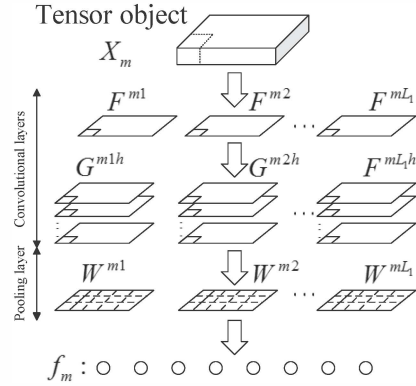 Tensor object
X_m
F^{m1} F^{m2} F^{mL_1}
...
G^{m1h} G^{m2h} F^{mL_1h}
...
W^{m1} W^{m2} W^{mL_1}
...
f_m :
Convolutional layers
Pooling layer